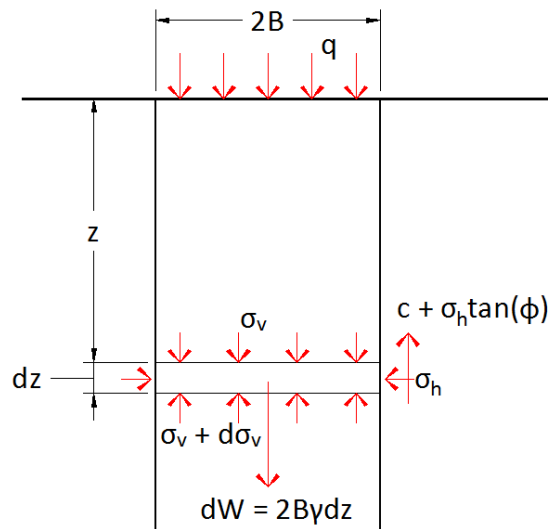 2B
q
z
σv
c + σhtan(ϕ)
dz
σh
σv + dσv
dW = 2Bγdz